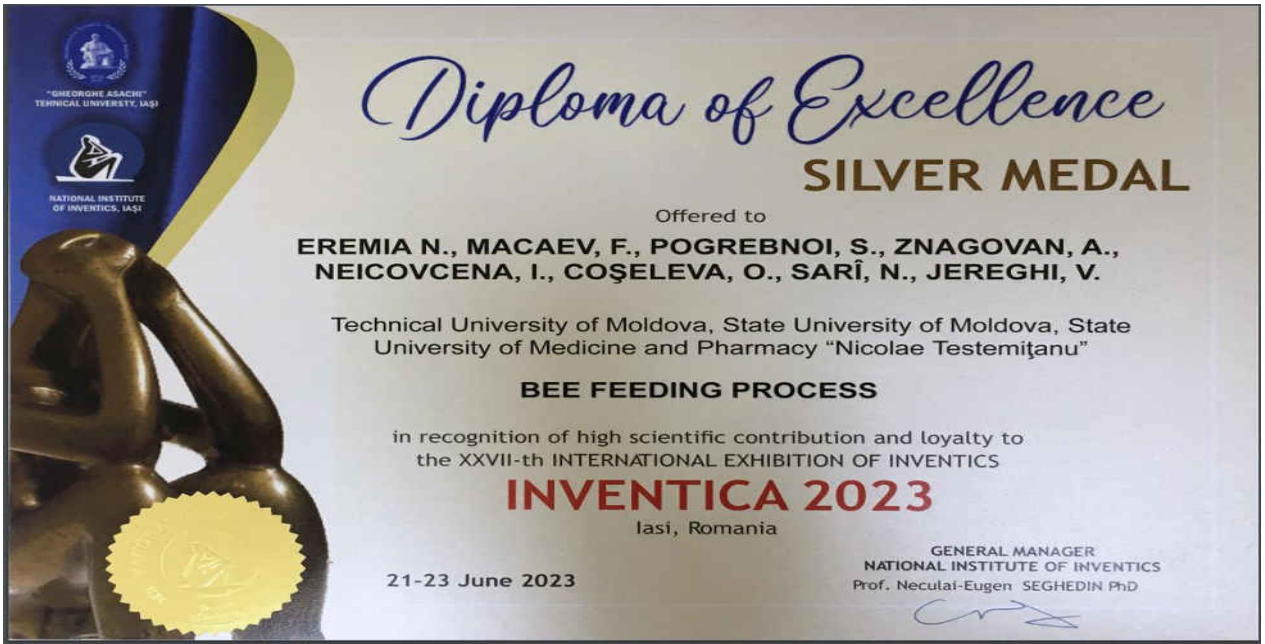 "GHEORGHE ASACHI"
TEHNICAL UNIVERSTY, IAŞI
NATIONAL INSTITUTE
OF INVENTICS, IAŞI
Diploma of Excellence
SILVER MEDAL
Offered to
EREMIA N., MACAEV, F., POGREBNOI, S., ZNAGOVAN, A.,
NEICOVCENA, I., COŞELEVA, O., SARÎ, N., JEREGHI, V.
Technical University of Moldova, State University of Moldova, State
University of Medicine and Pharmacy “Nicolae Testemiţanu”
BEE FEEDING PROCESS
in recognition of high scientific contribution and loyalty to
the XXVII-th INTERNATIONAL EXHIBITION OF INVENTICS
INVENTICA 2023
Iasi, Romania
21-23 June 2023
GENERAL MANAGER
NATIONAL INSTITUTE OF INVENTICS
Prof. Neculai-Eugen SEGHEDIN PhD